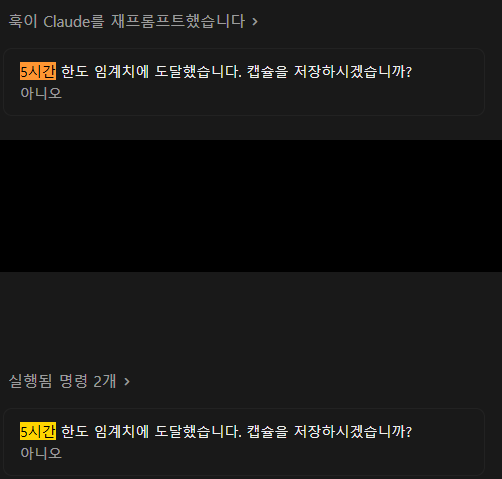 훅이 Claude를 재프롬프트했습니다 >
5시간 한도 임계치에 도달했습니다. 캡슐을 저장하시겠습니까?
아니오
실행됨 명령 2개 >
5시간 한도 임계치에 도달했습니다. 캡슐을 저장하시겠습니까?
아니오